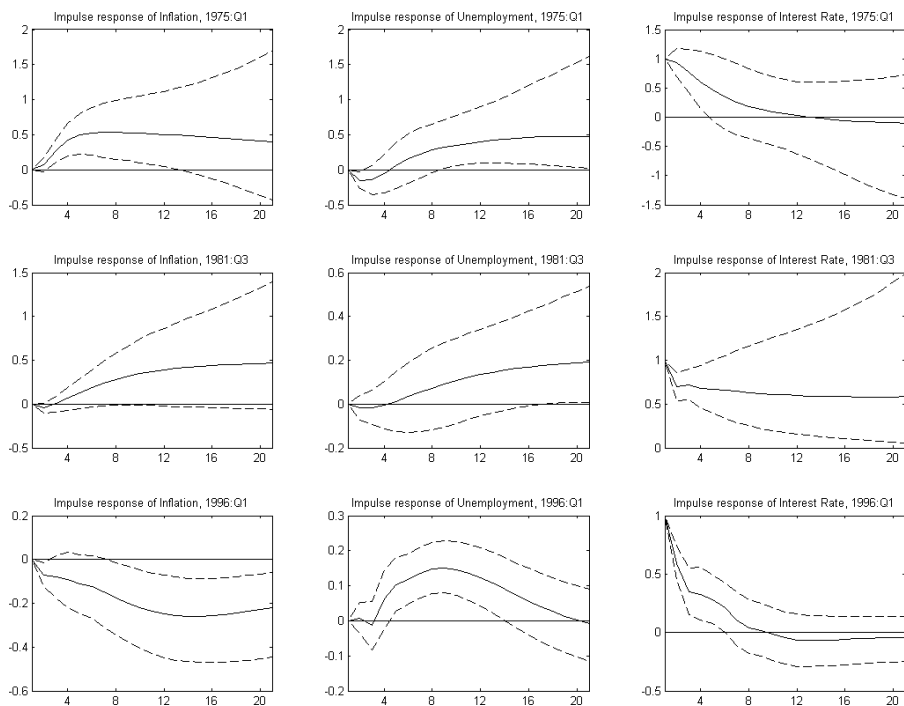 Impulse response of Inflation, 1975:Q1
2
1.5
1
0.5
0
-0.5
4 8 12 16 20
Impulse response of Unemployment, 1975:Q1
2
1.5
1
0.5
0
-0.5
4 8 12 16 20
Impulse response of Interest Rate, 1975:Q1
1.5
1
0.5
0
-0.5
-1
-1.5
4 8 12 16 20
Impulse response of Inflation, 1981:Q3
1.5
1
0.5
0
-0.5
4 8 12 16 20
Impulse response of Unemployment, 1981:Q3
0.6
0.4
0.2
0
-0.2
4 8 12 16 20
Impulse response of Interest Rate, 1981:Q3
2
1.5
1
0.5
0
4 8 12 16 20
Impulse response of Inflation, 1996:Q1
0.2
0
-0.2
-0.4
-0.6
4 8 12 16 20
Impulse response of Unemployment, 1996:Q1
0.3
0.2
0.1
0
-0.1
0.2
4 8 12 16 20
Impulse response of Interest Rate, 1996:Q1
1
0.5
0
-0.5
4 8 12 16 20